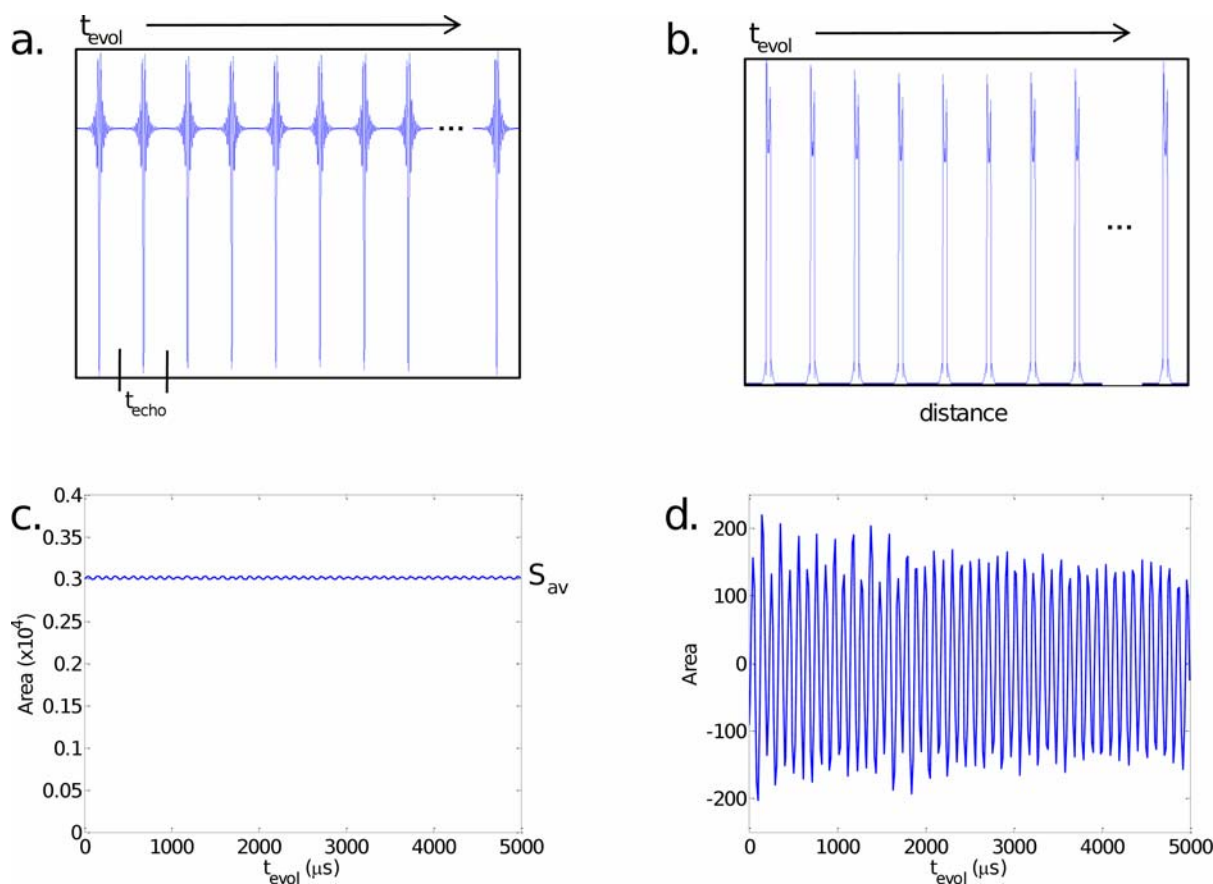 a.
t_evol
...
t_echo
b.
t_evol
...
distance
c.
0.4
0.35
0.3
0.25
0.2
0.15
0.1
0.05
0
Area (x10⁴)
S_av
0 1000 2000 3000 4000 5000
t_evol (μs)
d.
200
100
0
-100
-200
Area
0 1000 2000 3000 4000 5000
t_evol (μs)